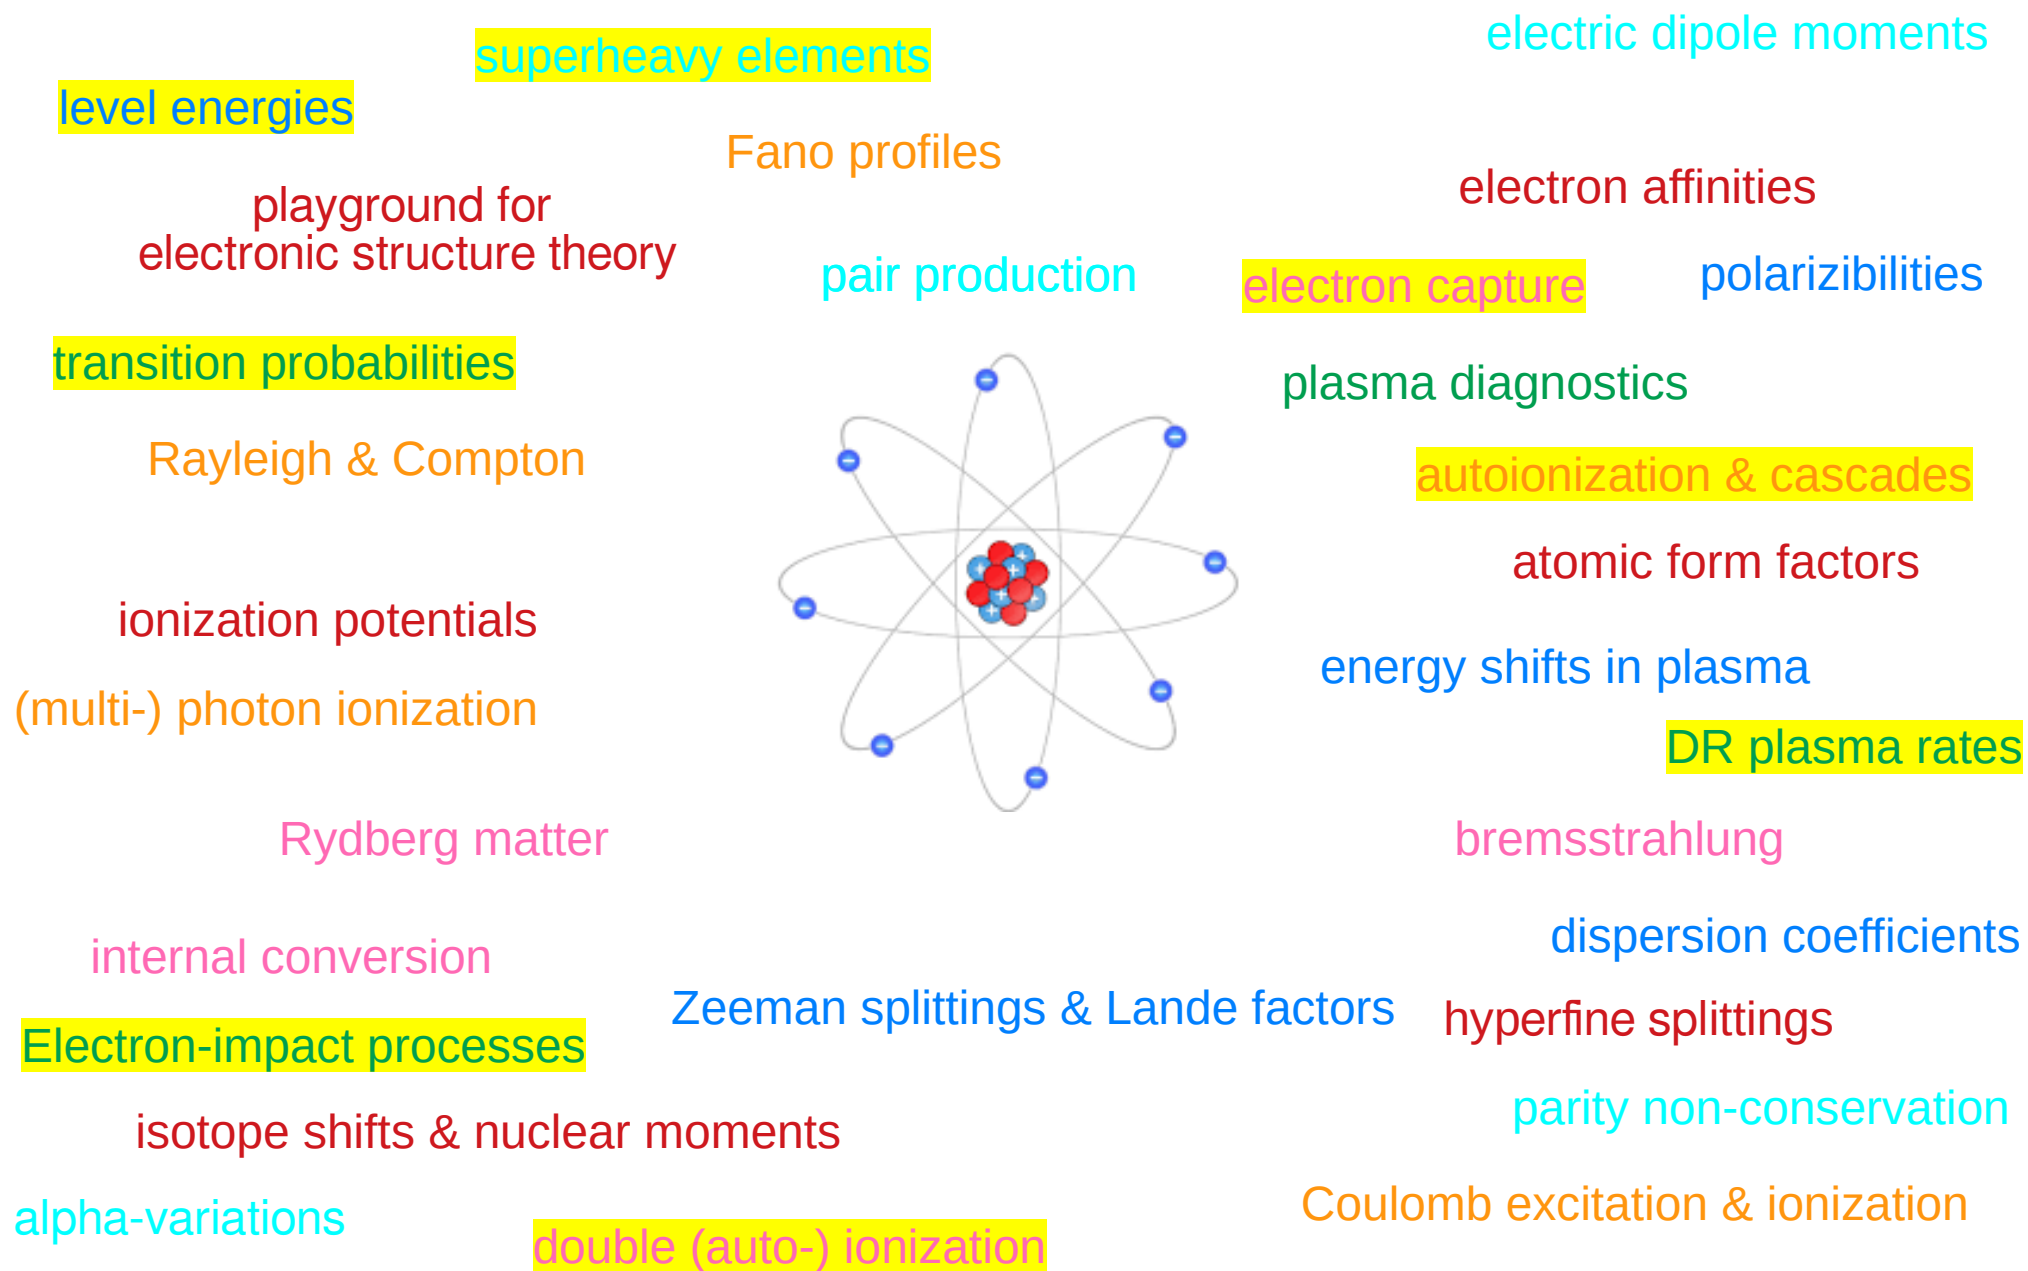 electric dipole moments
superheavy elements
level energies
Fano profiles
electron affinities
playground for
electronic structure theory
pair production
electron capture
polarizibilities
transition probabilities
plasma diagnostics
Rayleigh & Compton
autoionization & cascades
atomic form factors
ionization potentials
energy shifts in plasma
(multi-) photon ionization
DR plasma rates
Rydberg matter
bremsstrahlung
dispersion coefficients
internal conversion
Zeeman splittings & Lande factors
hyperfine splittings
Electron-impact processes
parity non-conservation
isotope shifts & nuclear moments
Coulomb excitation & ionization
alpha-variations
double (auto-) ionization